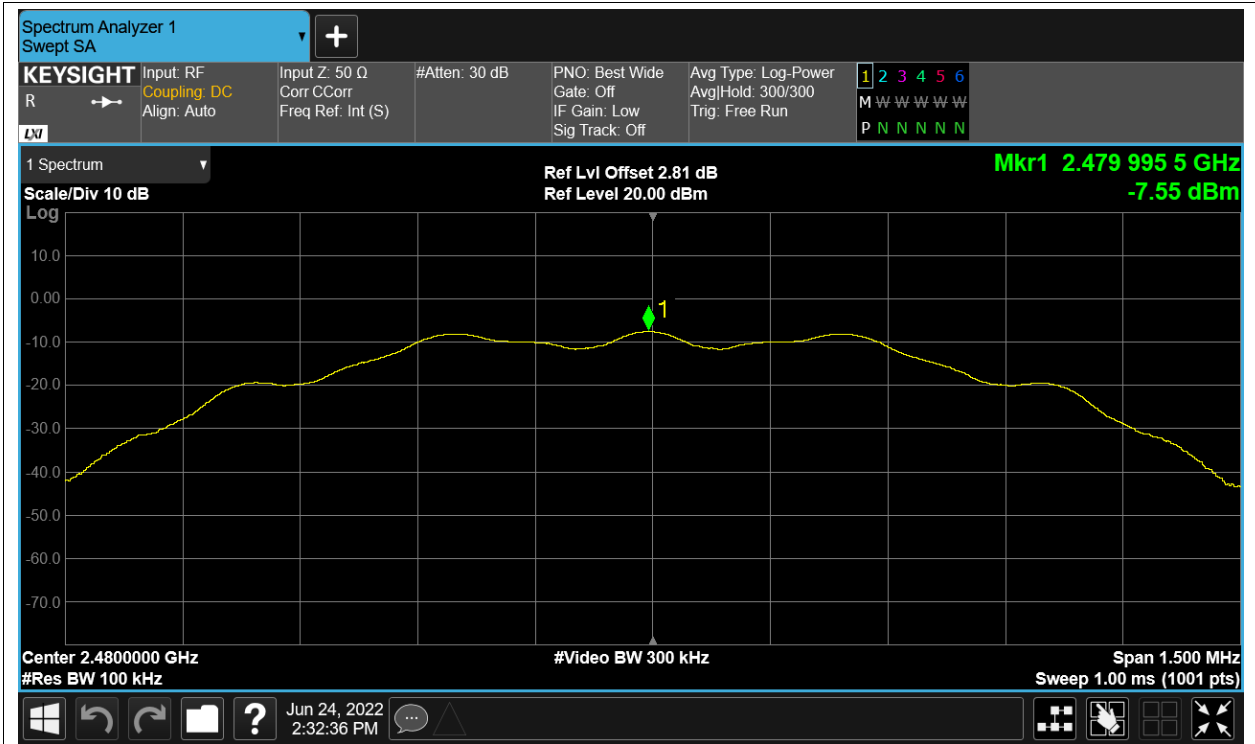 Spectrum Analyzer 1
Swept SA
KEYSIGHT
R
LXI
Input: RF
Coupling: DC
Align: Auto
Input Z: 50 Ω
Corr CCorr
Freq Ref: Int (S)
#Atten: 30 dB
PNO: Best Wide
Gate: Off
IF Gain: Low
Sig Track: Off
Avg Type: Log-Power
Avg|Hold: 300/300
Trig: Free Run
1 2 3 4 5 6
M W W W W W
P N N N N N
1 Spectrum
Scale/Div 10 dB
Log
Ref Lvl Offset 2.81 dB
Ref Level 20.00 dBm
Mkr1 2.479 995 5 GHz
-7.55 dBm
10.0
0.00
-10.0
-20.0
-30.0
-40.0
-50.0
-60.0
-70.0
1
Center 2.4800000 GHz
#Res BW 100 kHz
#Video BW 300 kHz
Span 1.500 MHz
Sweep 1.00 ms (1001 pts)
?
Jun 24, 2022
2:32:36 PM